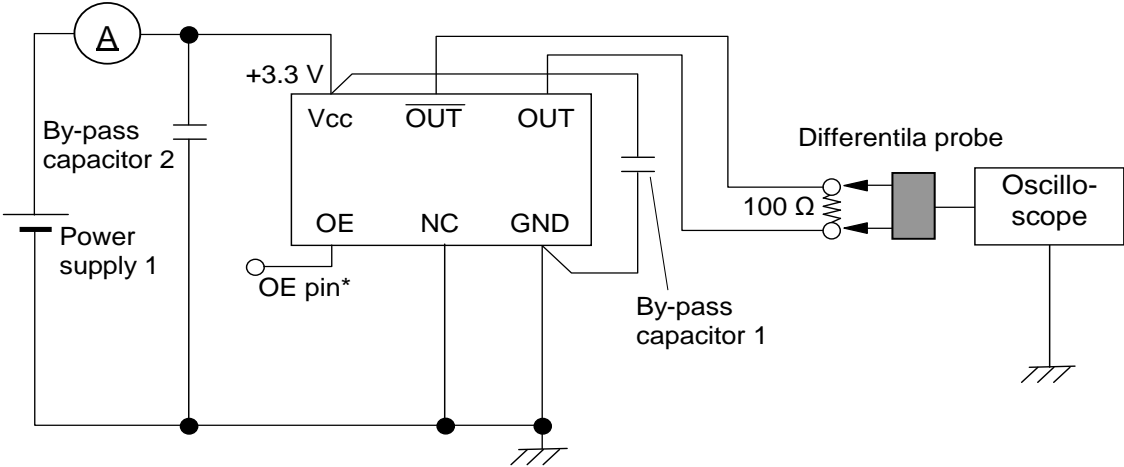 A
+3.3 V
Vcc
OUT
OUT
By-pass
capacitor 2
Differentila probe
Oscillo-
scope
100 Ω
OE
NC
GND
Power
supply 1
OE pin*
By-pass
capacitor 1